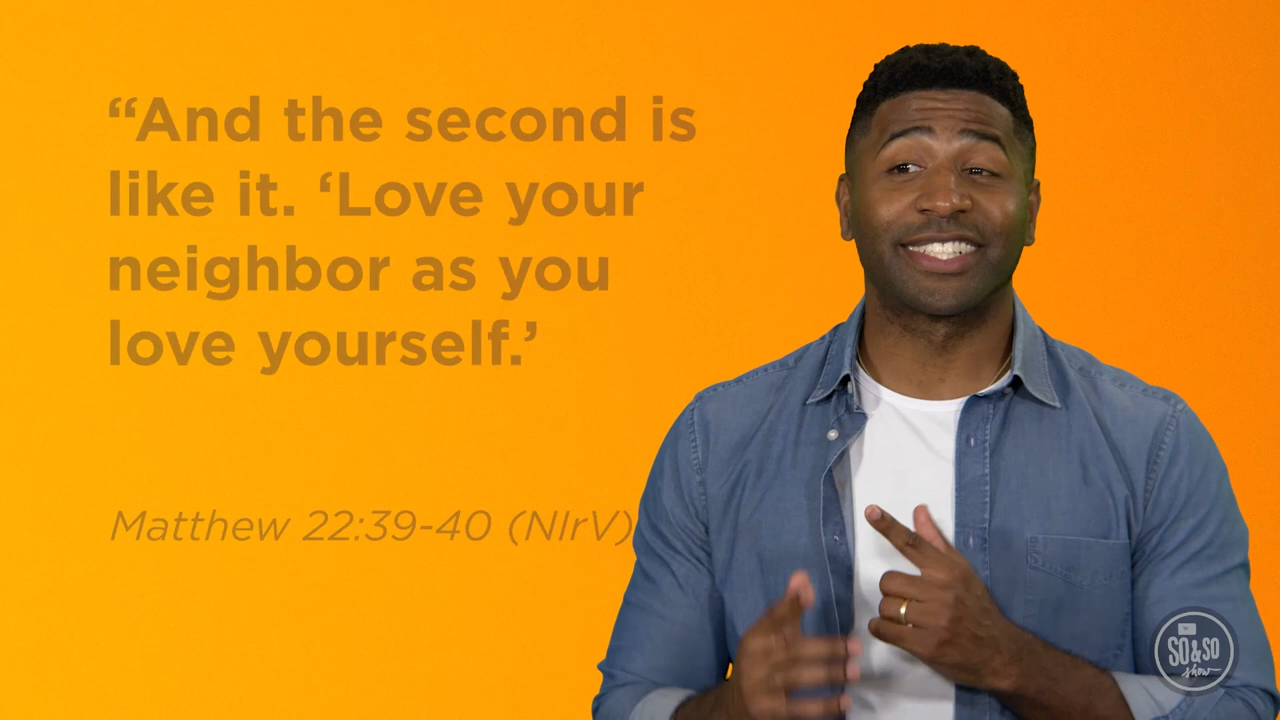 “And the second is
like it. ‘Love your
neighbor as you
love yourself.’
Matthew 22:39-40 (NIrV)
SO&SO
show